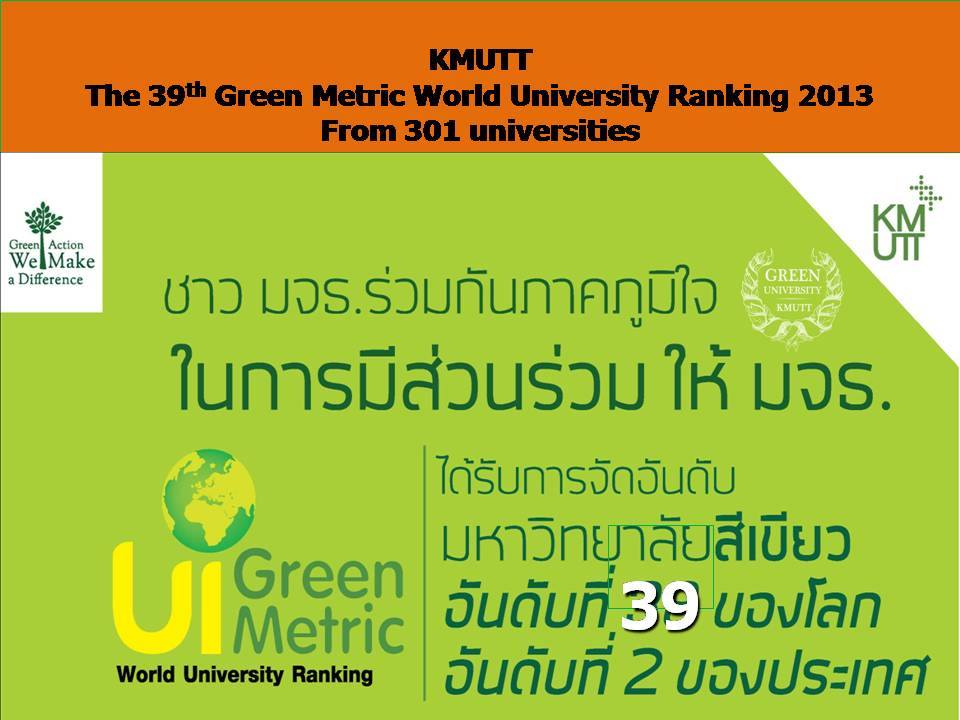 KMUTT
The 39th Green Metric World University Ranking 2013
From 301 universities
Green Action
We Make
a Difference
KM
UTT
ชาว มจธ.ร่วมกันภาคภูมิใจ
GREEN
UNIVERSITY
KMUTT
ในการมีส่วนร่วม ให้ มจธ.
UI Green
Metric
World University Ranking
ได้รับการจัดอันดับ
มหาวิทยาลัยสีเขียว
อันดับที่ 39 ของโลก
อันดับที่ 2 ของประเทศ